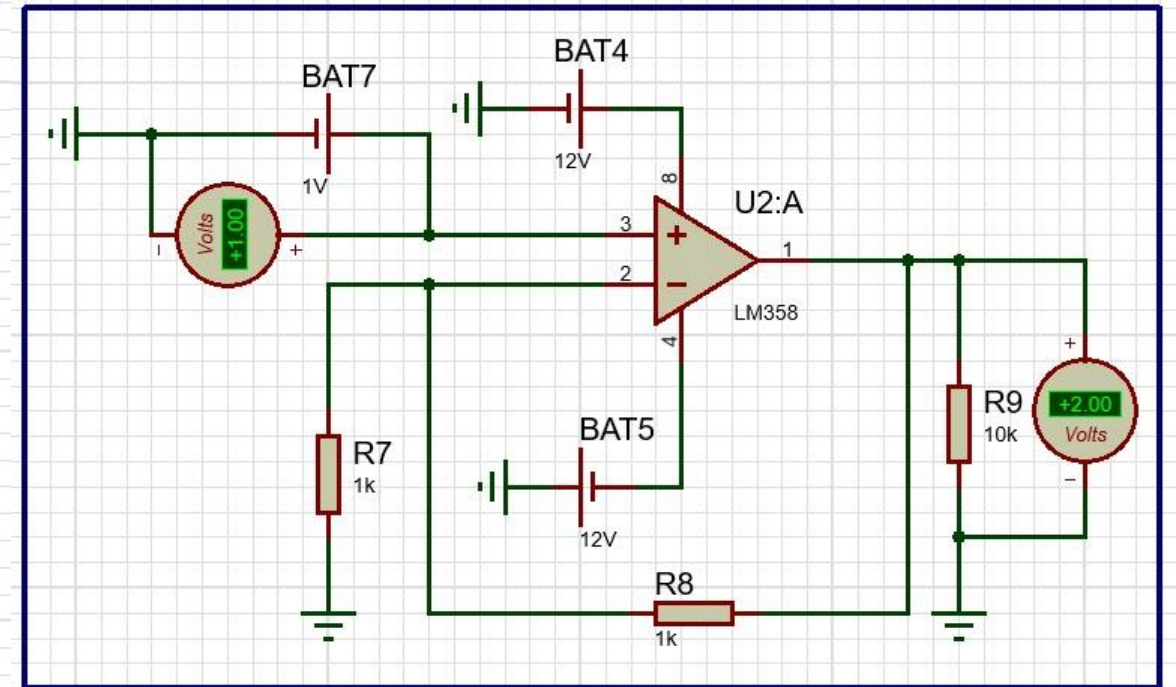 BAT4
BAT7
12V
1V
8
U2:A
Volts
+1.00
3
+
1
-
+
2
−
LM358
4
+
BAT5
R9
+2.00
10k
Volts
R7
1k
−
12V
R8
1k